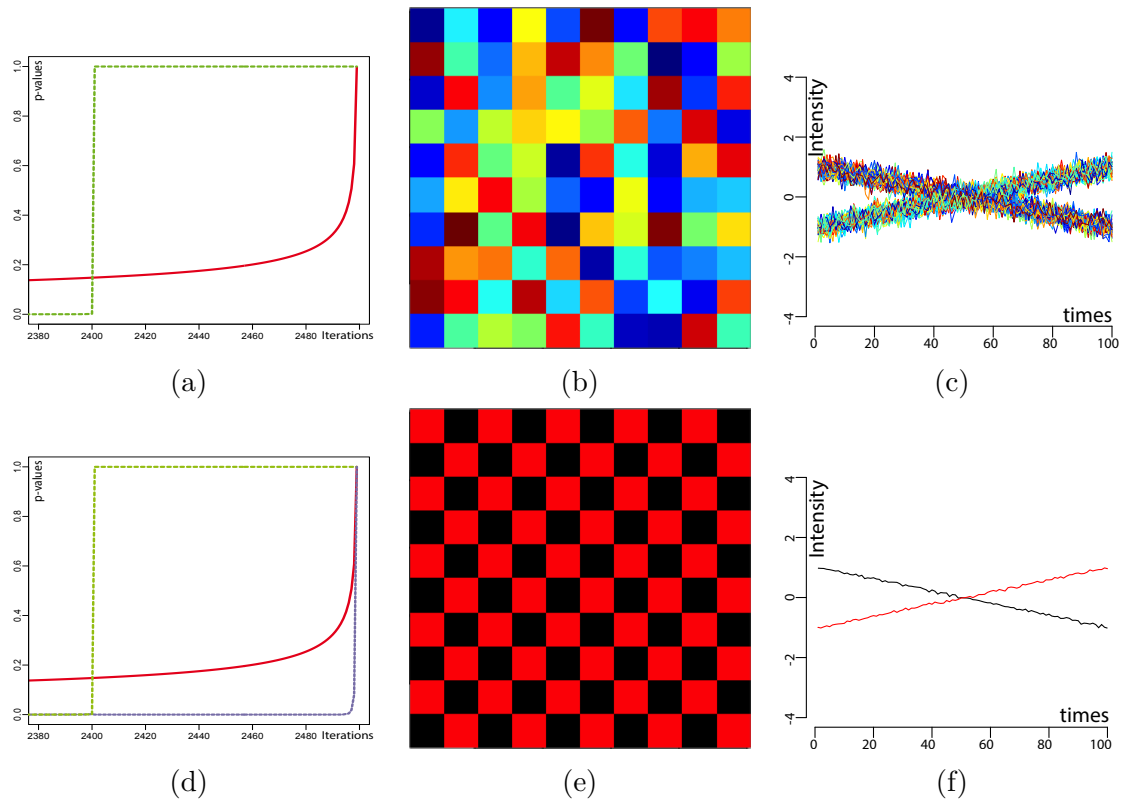 p-values
0.0 0.2 0.4 0.6 0.8 1.0
2380 2400 2420 2440 2460 2480 Iterations
(a)
(b)
Intensity
-4 -2 0 2 4
times
0 20 40 60 80 100
(c)
p-values
0.0 0.2 0.4 0.6 0.8 1.0
2380 2400 2420 2440 2460 2480 Iterations
(d)
(e)
Intensity
-4 -2 0 2 4
times
0 20 40 60 80 100
(f)